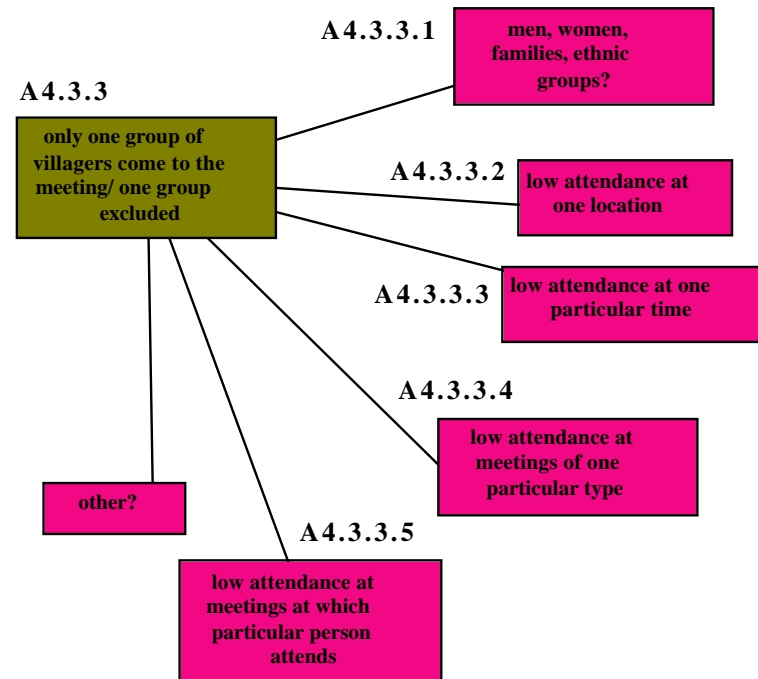 A4.3.3.1
men, women,
families, ethnic
groups?
A4.3.3
only one group of
villagers come to the
meeting/ one group
excluded
A4.3.3.2
low attendance at
one location
A4.3.3.3
low attendance at one
particular time
A4.3.3.4
low attendance at
meetings of one
particular type
other?
A4.3.3.5
low attendance at
meetings at which
particular person
attends